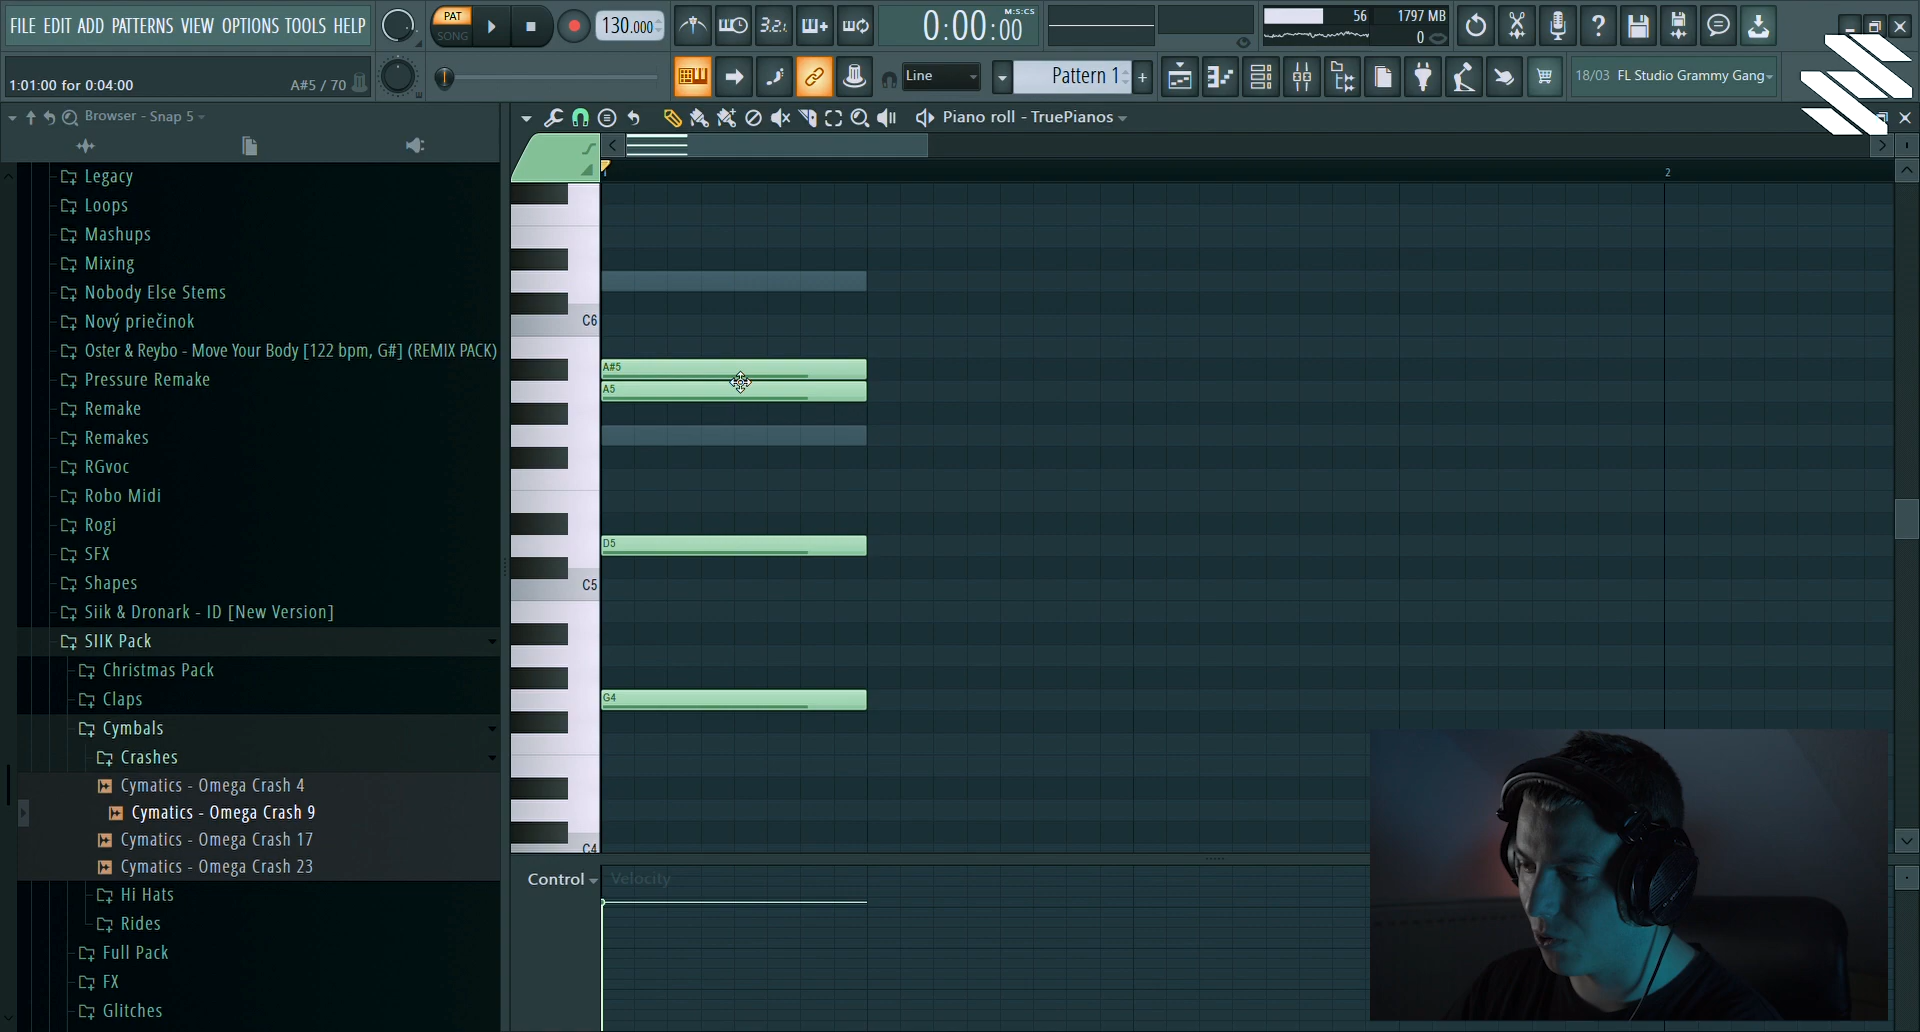 FILE EDIT ADD PATTERNS VIEW OPTIONS TOOLS HELP
PAT
SONG
130.000
3.2.
0:00:00
M:S:CS
56
1797 MB
0
1:01:00 for 0:04:00
A#5 / 70
Line
Pattern 1
18/03 FL Studio Grammy Gang
Browser - Snap 5
Piano roll - TruePianos
Legacy
Loops
Mashups
Mixing
Nobody Else Stems
Nový priečinok
Oster & Reybo - Move Your Body [122 bpm, G#] (REMIX PACK)
Pressure Remake
Remake
Remakes
RGvoc
Robo Midi
Rogi
SFX
Shapes
Siik & Dronark - ID [New Version]
SIIK Pack
Christmas Pack
Claps
Cymbals
Crashes
Cymatics - Omega Crash 4
Cymatics - Omega Crash 9
Cymatics - Omega Crash 17
Cymatics - Omega Crash 23
Hi Hats
Rides
Full Pack
FX
Glitches
2
C6
A#5
A5
D5
C5
G4
C4
Control
Velocity